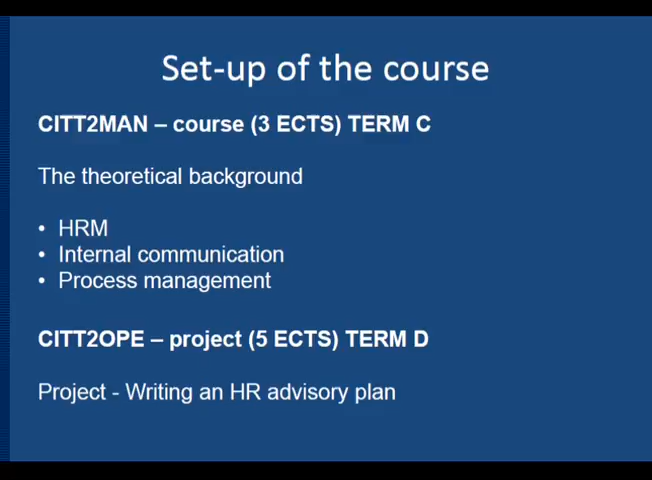 Set-up of the course
CITT2MAN – course (3 ECTS) TERM C
The theoretical background
• HRM
• Internal communication
• Process management
CITT2OPE – project (5 ECTS) TERM D
Project - Writing an HR advisory plan